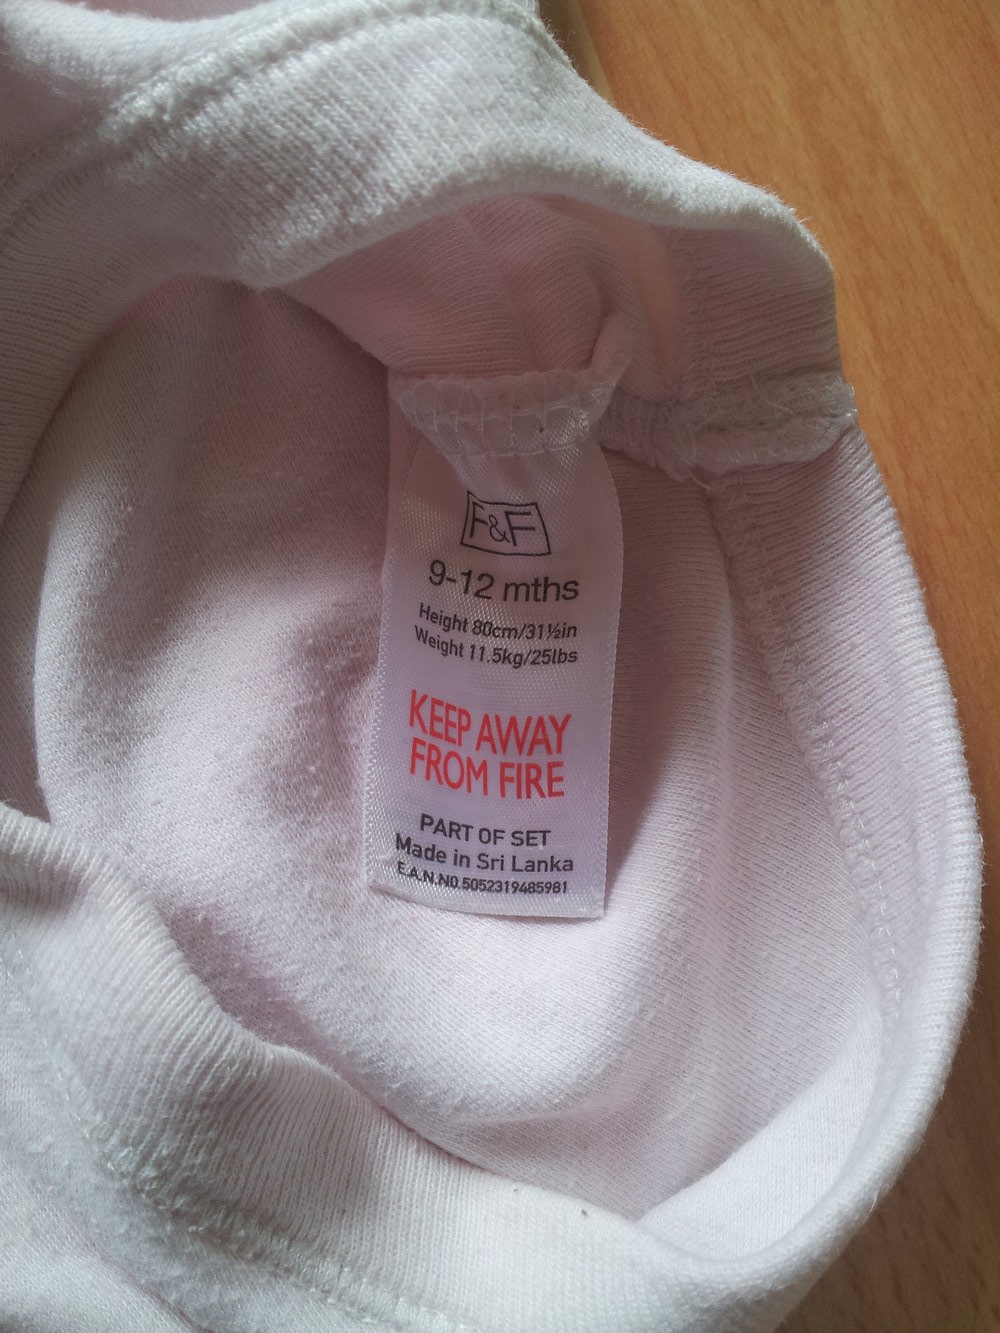 F&F
9-12 mths
Height 80cm/31½in
Weight 11.5kg/25lbs
KEEP AWAY
FROM FIRE
PART OF SET
Made in Sri Lanka
E.A.N.NO.5052319485981